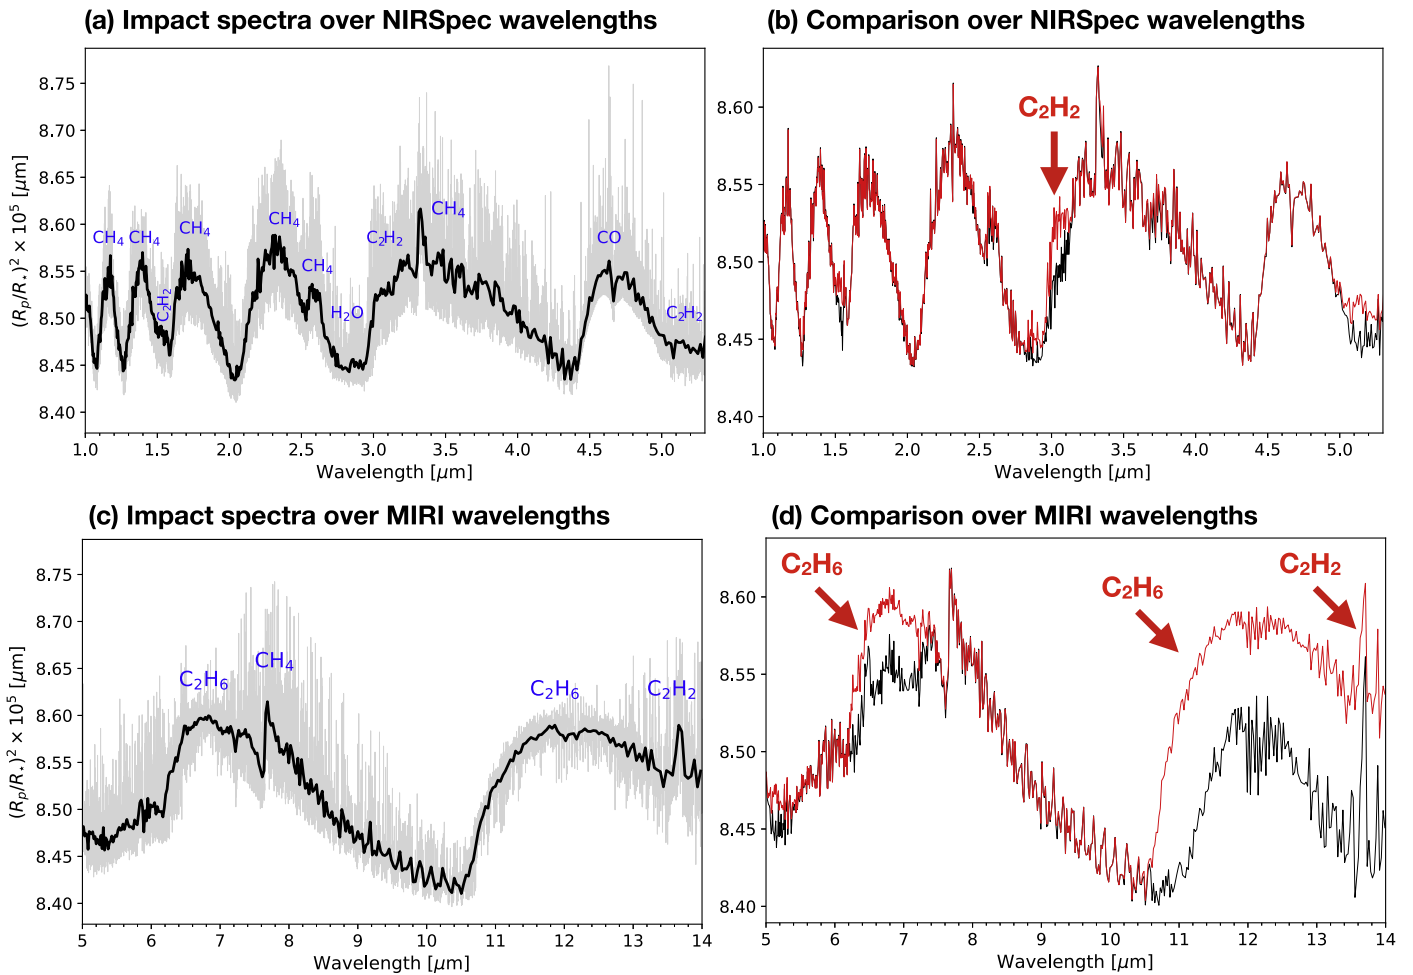 (a) Impact spectra over NIRSpec wavelengths
8.75
8.70
8.65
8.60
8.55
8.50
8.45
8.40
(Rp/R⋆)² × 10⁵ [μm]
CH₄
CH₄
C₂H₂
CH₄
CH₄
CH₄
H₂O
C₂H₂
CH₄
CO
C₂H₂
1.0 1.5 2.0 2.5 3.0 3.5 4.0 4.5 5.0
Wavelength [μm]
(b) Comparison over NIRSpec wavelengths
8.60
8.55
8.50
8.45
8.40
C₂H₂
1.0 1.5 2.0 2.5 3.0 3.5 4.0 4.5 5.0
Wavelength [μm]
(c) Impact spectra over MIRI wavelengths
8.75
8.70
8.65
8.60
8.55
8.50
8.45
8.40
(Rp/R⋆)² × 10⁵ [μm]
C₂H₆
CH₄
C₂H₆
C₂H₂
5 6 7 8 9 10 11 12 13 14
Wavelength [μm]
(d) Comparison over MIRI wavelengths
8.60
8.55
8.50
8.45
8.40
C₂H₆
C₂H₆
C₂H₂
5 6 7 8 9 10 11 12 13 14
Wavelength [μm]